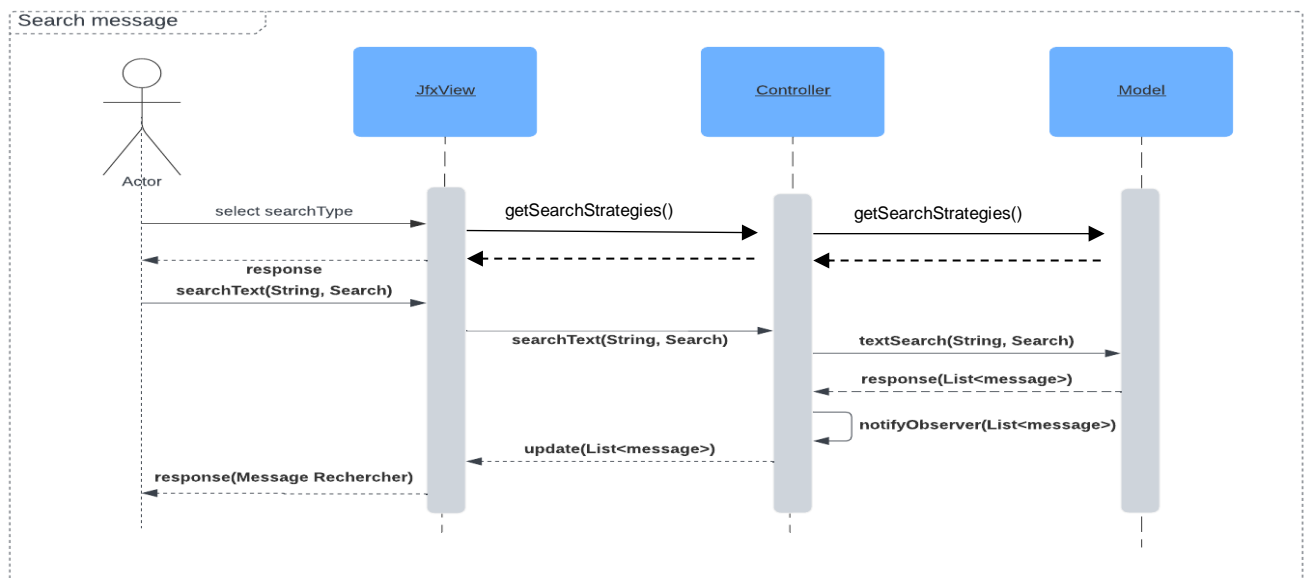 Search message
JfxView
Controller
Model
Actor
select searchType
getSearchStrategies()
getSearchStrategies()
response
searchText(String, Search)
searchText(String, Search)
textSearch(String, Search)
response(List<message>)
notifyObserver(List<message>)
update(List<message>)
response(Message Rechercher)